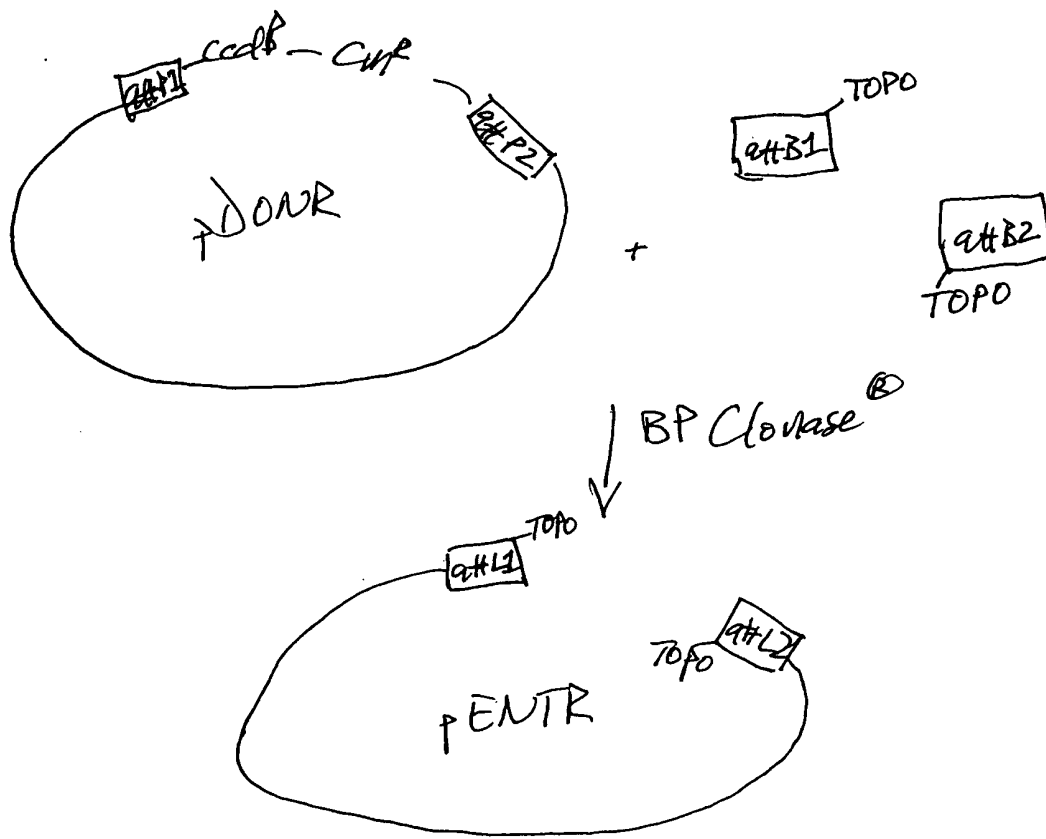 ccdB - CmR
attP1
attP2
pDONR
+
TOPO
attB1
attB2
TOPO
BP Clonase ®
TOPO
attL1
attL2
TOPO
pENTR